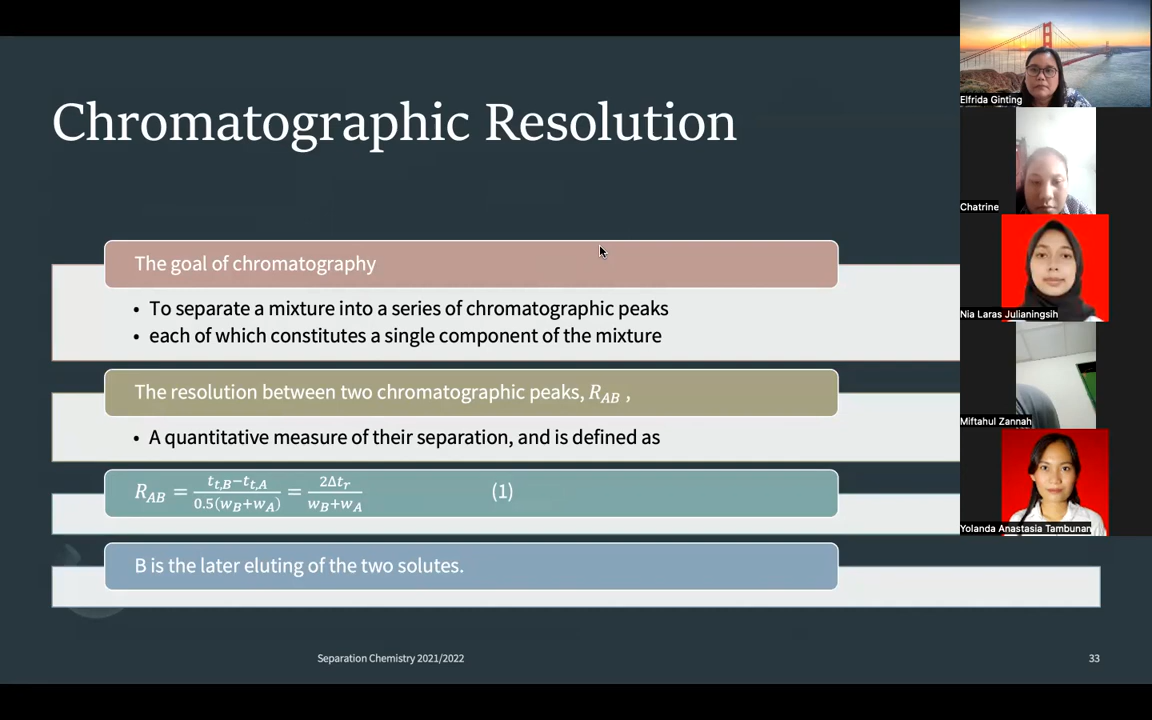 Chromatographic Resolution
The goal of chromatography
• To separate a mixture into a series of chromatographic peaks
• each of which constitutes a single component of the mixture
The resolution between two chromatographic peaks, R_AB ,
• A quantitative measure of their separation, and is defined as
R_AB = (t_t,B − t_t,A) / (0.5(w_B+w_A)) = 2Δt_r / (w_B+w_A) (1)
B is the later eluting of the two solutes.
Separation Chemistry 2021/2022
33
Elfrida Ginting
Chatrine
Nia Laras Julianingsih
Miftahul Zannah
Yolanda Anastasia Tambunan